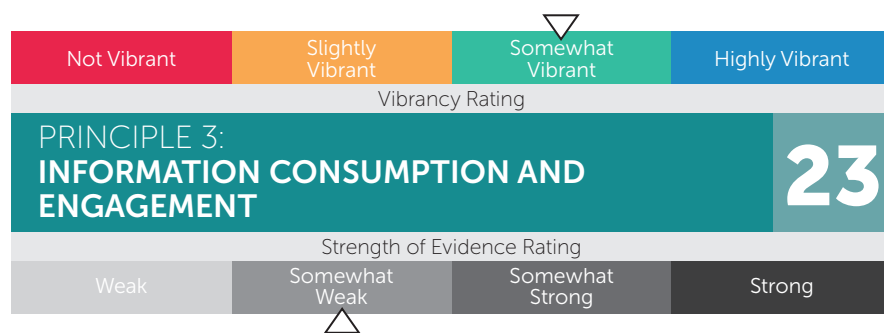 Not Vibrant
Slightly
Vibrant
Somewhat
Vibrant
Highly Vibrant
Vibrancy Rating
PRINCIPLE 3:
INFORMATION CONSUMPTION AND
ENGAGEMENT
23
Strength of Evidence Rating
Weak
Somewhat
Weak
Somewhat
Strong
Strong